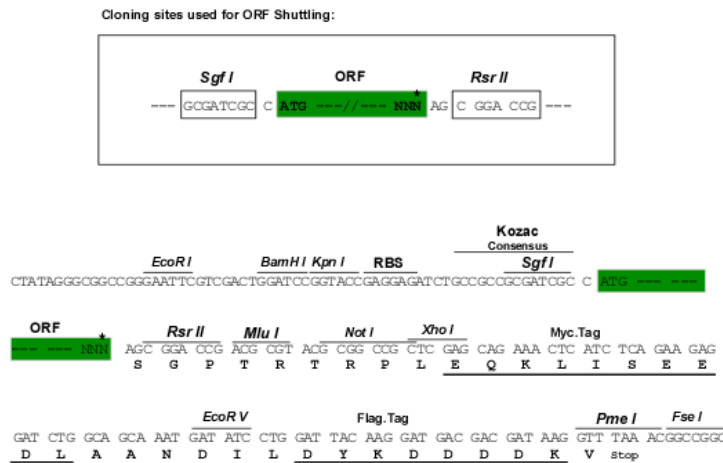 Cloning sites used for ORF Shuttling:
Sgf I ORF Rsr II
*
--- GCGATCGC C ATG ---//--- NNN AG C GGA CCG ---
Kozac
Consensus
EcoR I BamH I Kpn I RBS Sgf I
CTATAGGGCGGCCGGGAATTCGTCGACTGGATCCGGTACCGAGGAGATCTGCCGCCGCGATCGC C ATG --- ---
ORF * Rsr II Mlu I Not I Xho I Myc.Tag
--- --- NNN AGC GGA CCG ACG CGT ACG CGG CCG CTC GAG CAG AAA CTC ATC TCA GAA GAG
S G P T R T R P L E Q K L I S E E
EcoR V Flag.Tag Pme I Fse I
GAT CTG GCA GCA AAT GAT ATC CTG GAT TAC AAG GAT GAC GAC GAT AAG GTT TAA AC GGCCGGC
D L A A N D I L D Y K D D D D K V Stop